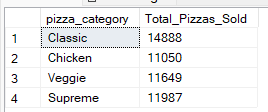 pizza_category Total_Pizzas_Sold
1 Classic 14888
2 Chicken 11050
3 Veggie 11649
4 Supreme 11987